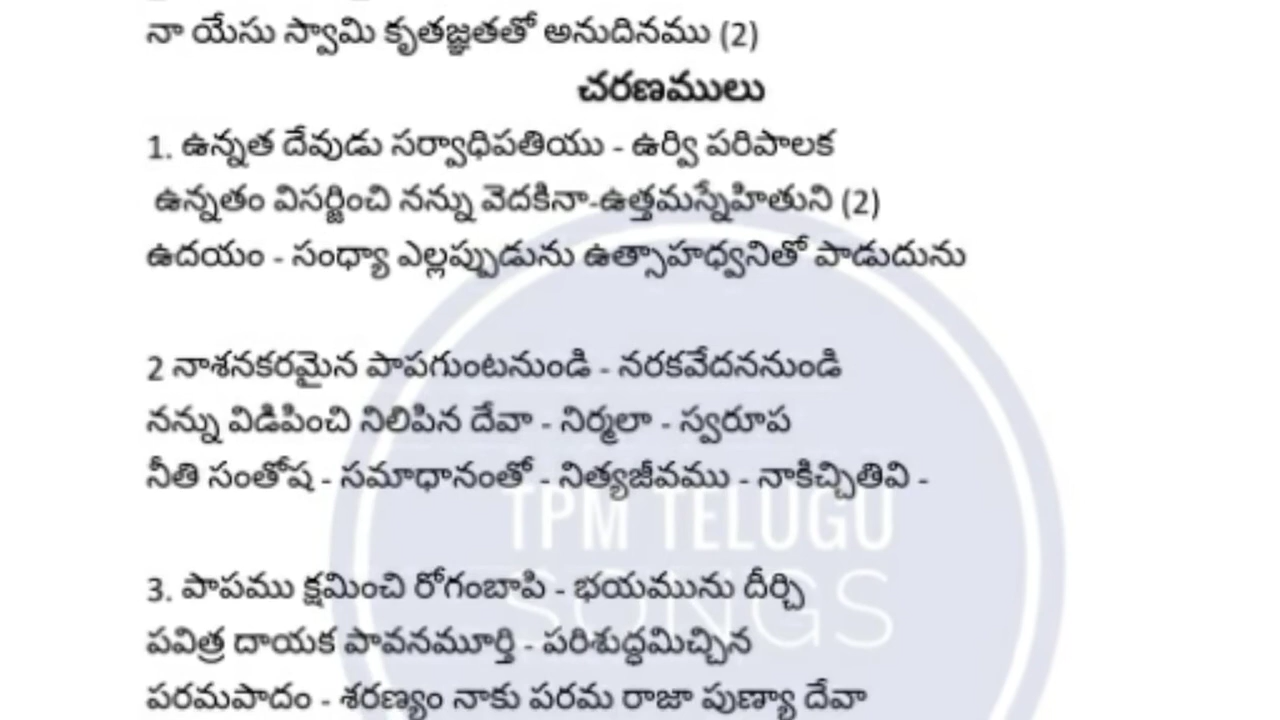 నా యేసు స్వామి కృతజ్ఞతతో అనుదినము (2)
చరణములు
1. ఉన్నత దేవుడు సర్వాధిపతియు - ఉర్వి పరిపాలక
ఉన్నతం విసర్జించి నన్ను వెదకినా-ఉత్తమస్నేహితుని (2)
ఉదయం - సంధ్యా ఎల్లప్పుడును ఉత్సాహధ్వనితో పాడుదును
2 నాశనకరమైన పాపగుంటనుండి - నరకవేదననుండి
నన్ను విడిపించి నిలిపిన దేవా - నిర్మలా - స్వరూప
నీతి సంతోష - సమాధానంతో - నిత్యజీవము - నాకిచ్చితివి -
TPM TELUGU
SONGS
3. పాపము క్షమించి రోగంబాపి - భయమును దీర్చి
పవిత్ర దాయక పావనమూర్తి - పరిశుద్ధమిచ్చిన
పరమపాదం - శరణ్యం నాకు పరమ రాజా పుణ్యా దేవా